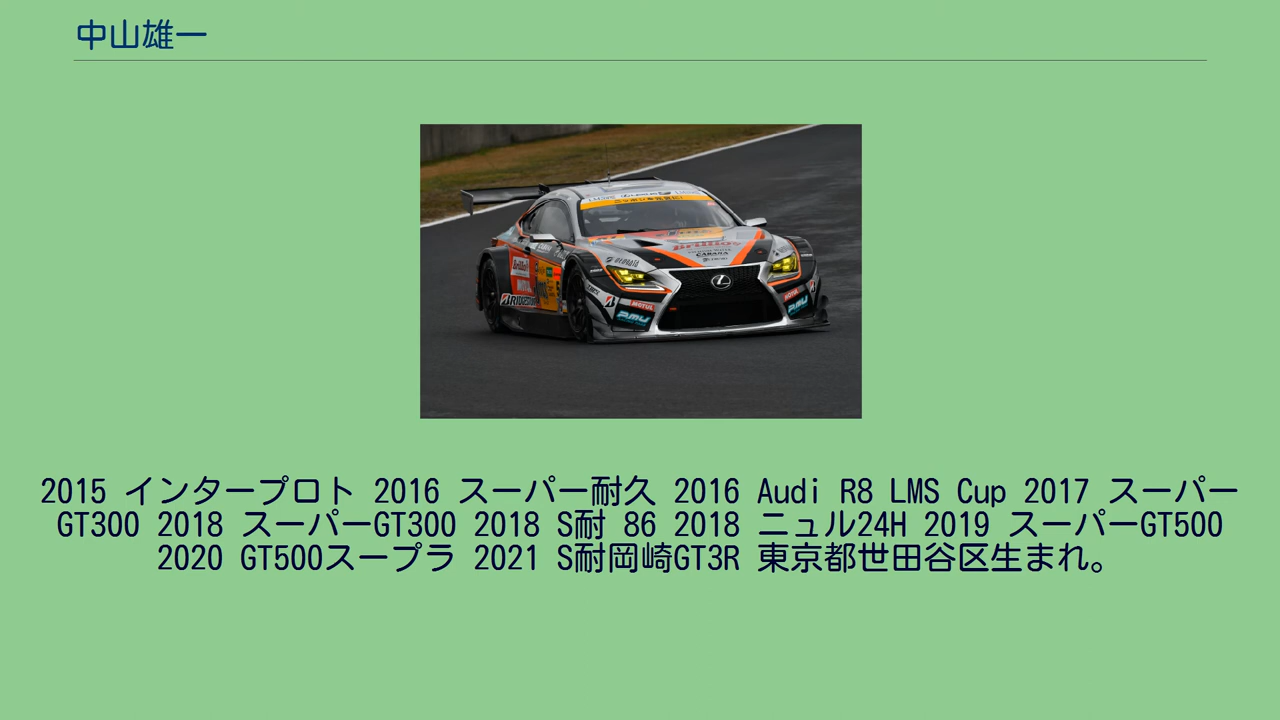 中山雄一
MOTUL
BRIDGESTONE
MOTUL
2015 インタープロト 2016 スーパー耐久 2016 Audi R8 LMS Cup 2017 スーパー
GT300 2018 スーパーGT300 2018 S耐 86 2018 ニュル24H 2019 スーパーGT500
2020 GT500スープラ 2021 S耐岡崎GT3R 東京都世田谷区生まれ。